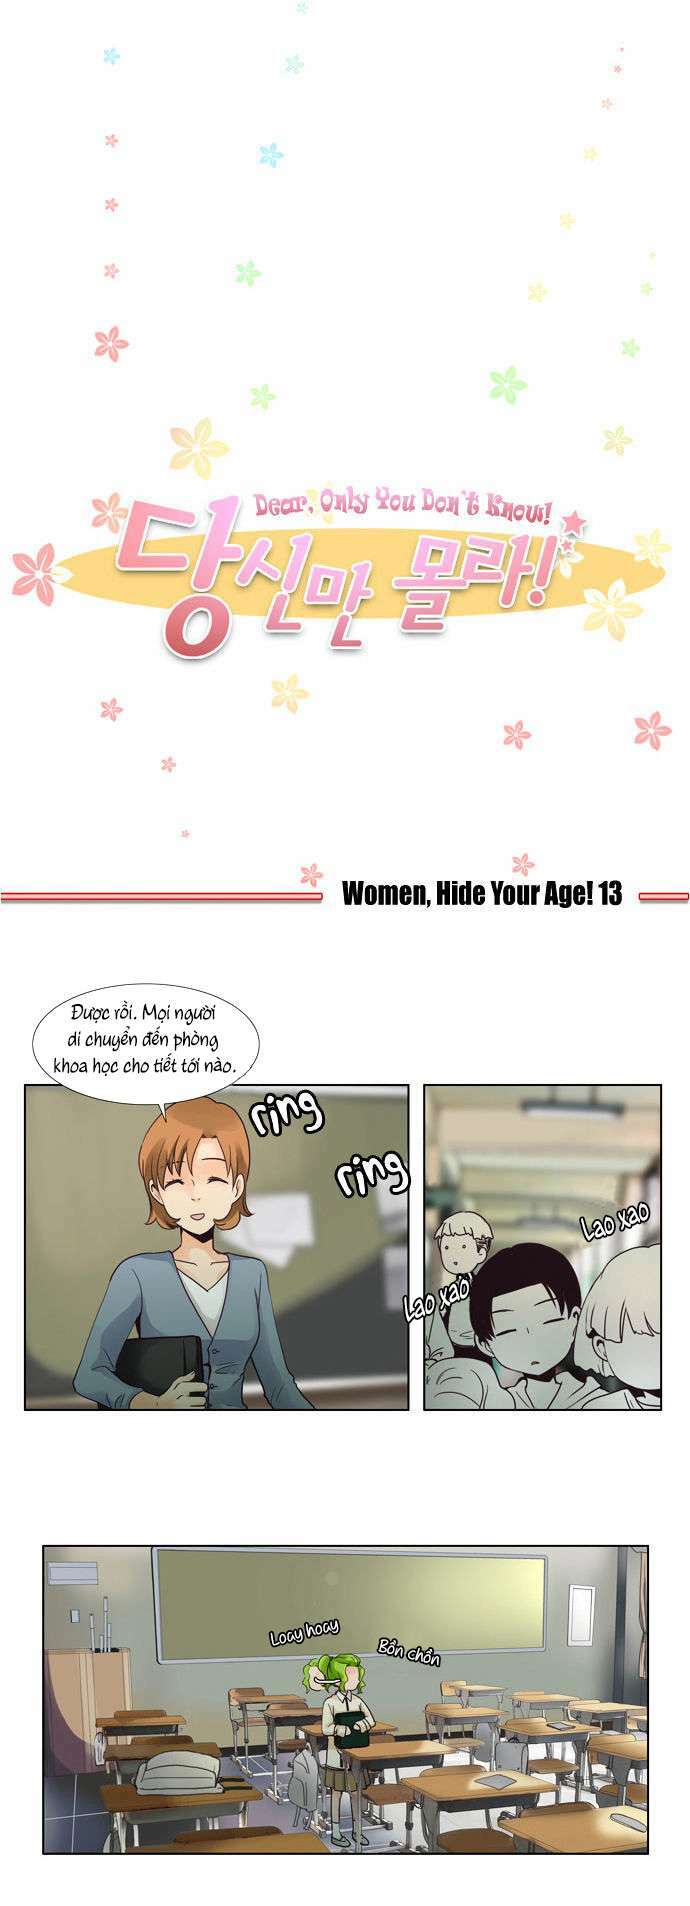 Dear, Only You Don't Know!
당신만 몰라!
Women, Hide Your Age! 13
Được rồi. Mọi người
di chuyển đến phòng
khoa học cho tiết tới nào.
ring
ring
Lao xao
Lao xao
Loay hoay
Bồn chồn